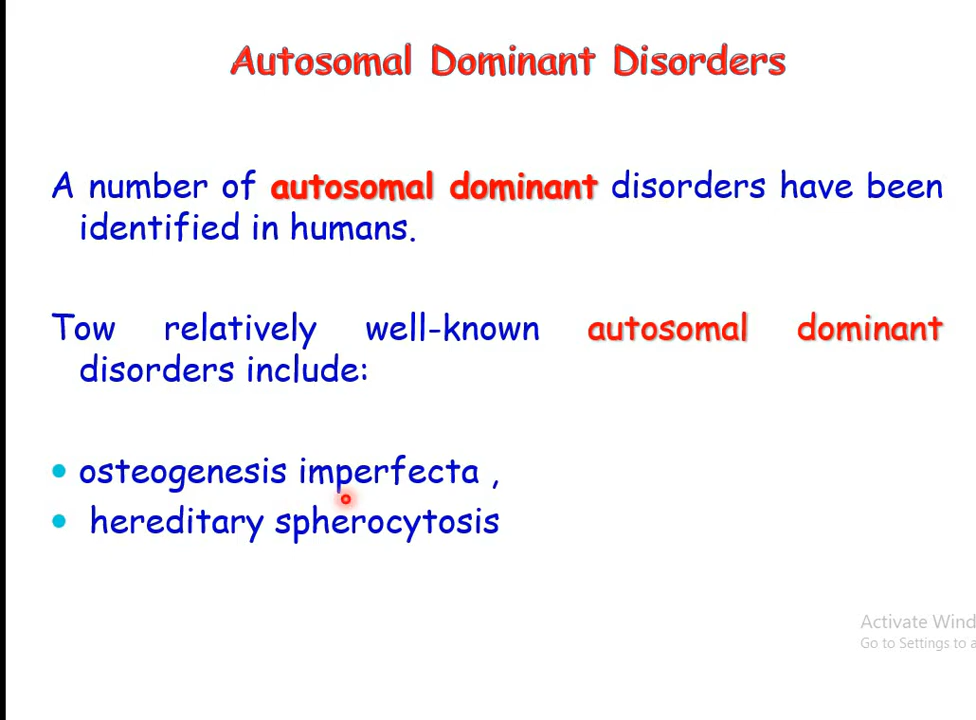 Autosomal Dominant Disorders
A number of autosomal dominant disorders have been
identified in humans.
Tow relatively well-known autosomal dominant
disorders include:
• osteogenesis imperfecta ,
• hereditary spherocytosis
Activate Wind
Go to Settings to a